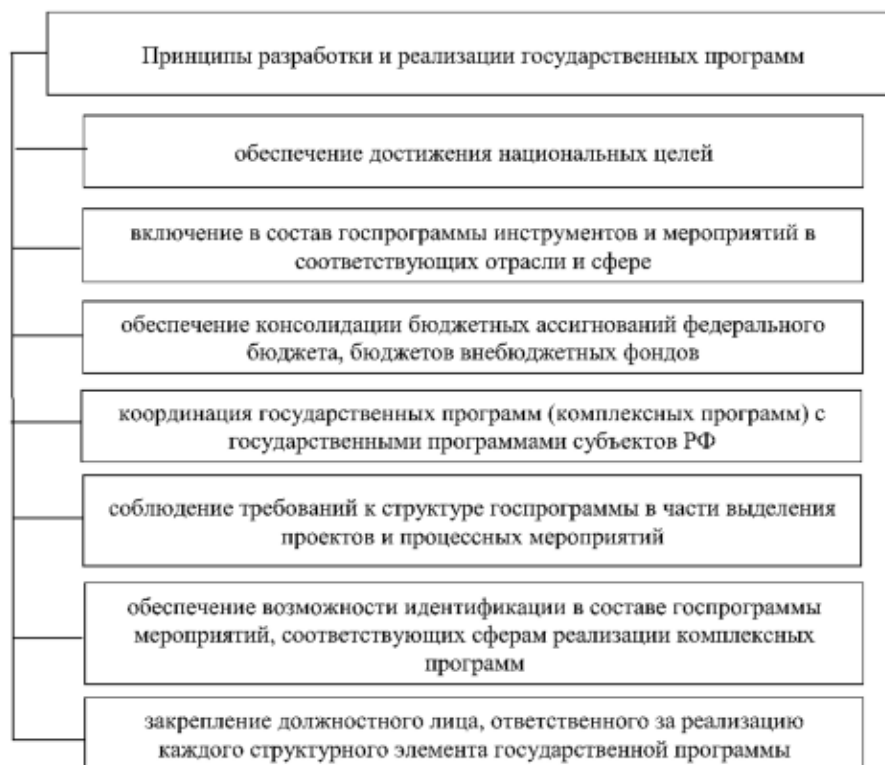 Принципы разработки и реализации государственных программ
обеспечение достижения национальных целей
включение в состав госпрограммы инструментов и мероприятий в
соответствующих отрасли и сфере
обеспечение консолидации бюджетных ассигнований федерального
бюджета, бюджетов внебюджетных фондов
координация государственных программ (комплексных программ) с
государственными программами субъектов РФ
соблюдение требований к структуре госпрограммы в части выделения
проектов и процессных мероприятий
обеспечение возможности идентификации в составе госпрограммы
мероприятий, соответствующих сферам реализации комплексных
программ
закрепление должностного лица, ответственного за реализацию
каждого структурного элемента государственной программы